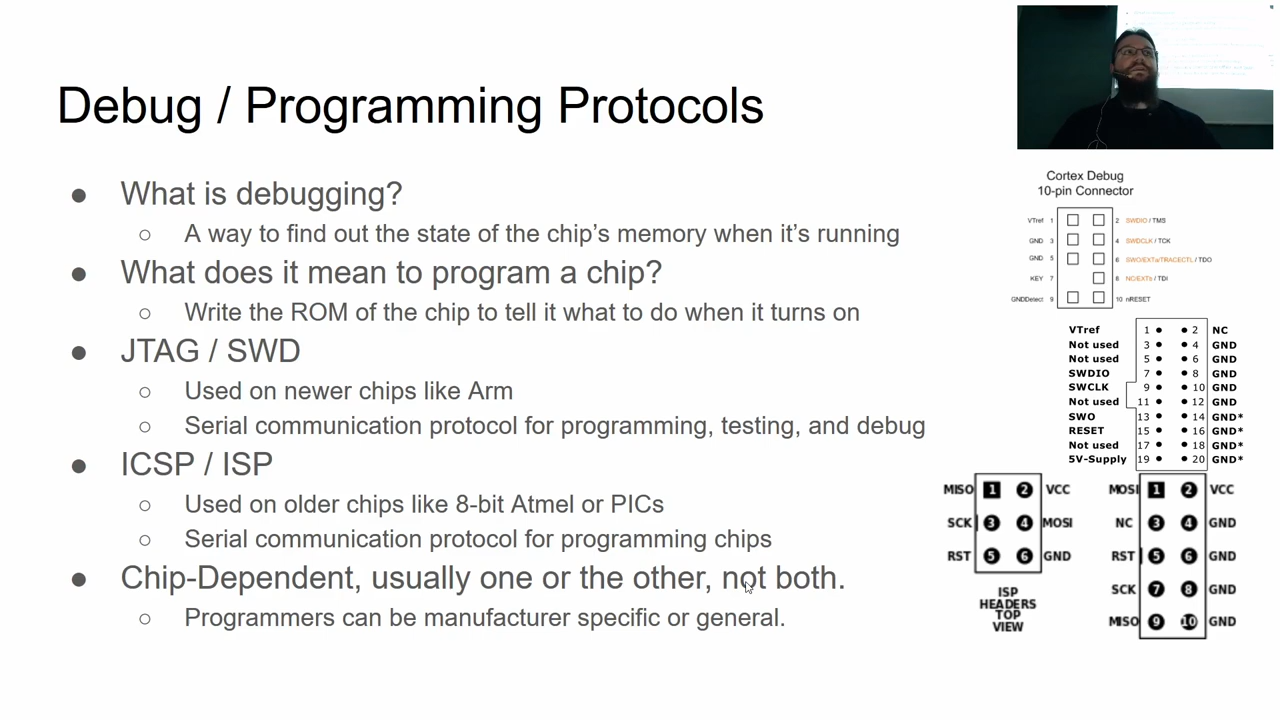 Debug / Programming Protocols
● What is debugging?
○ A way to find out the state of the chip's memory when it's running
● What does it mean to program a chip?
○ Write the ROM of the chip to tell it what to do when it turns on
● JTAG / SWD
○ Used on newer chips like Arm
○ Serial communication protocol for programming, testing, and debug
● ICSP / ISP
○ Used on older chips like 8-bit Atmel or PICs
○ Serial communication protocol for programming chips
● Chip-Dependent, usually one or the other, not both.
○ Programmers can be manufacturer specific or general.
Cortex Debug
10-pin Connector
VTref 1 2 SWDIO / TMS
GND 3 4 SWDCLK / TCK
GND 5 6 SWO/EXTa/TRACECTL / TDO
KEY 7 8 NC/EXTb / TDI
GNDDetect 9 10 nRESET
VTref 1 2 NC
Not used 3 4 GND
Not used 5 6 GND
SWDIO 7 8 GND
SWCLK 9 10 GND
Not used 11 12 GND
SWO 13 14 GND*
RESET 15 16 GND*
Not used 17 18 GND*
5V-Supply 19 20 GND*
MISO 1 2 VCC
SCK 3 4 MOSI
RST 5 6 GND
ISP
HEADERS
TOP
VIEW
MOSI 1 2 VCC
NC 3 4 GND
RST 5 6 GND
SCK 7 8 GND
MISO 9 10 GND